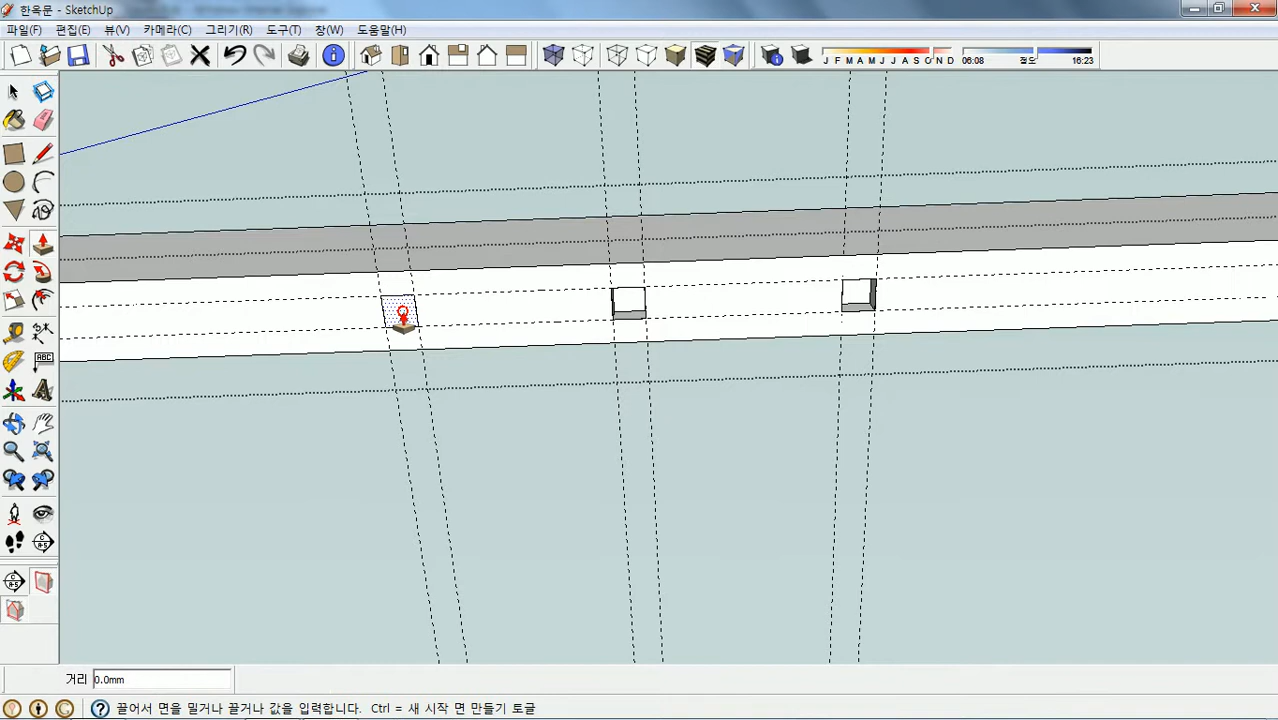 한옥문 - SketchUp
파일(F) 편집(E) 뷰(V) 카메라(C) 그리기(R) 도구(T) 창(W) 도움말(H)
J F M A M J J A S O N D 06:08 정오 16:23
ABC
거리 0.0mm
끌어서 면을 밀거나 끌거나 값을 입력합니다. Ctrl = 새 시작 면 만들기 토글